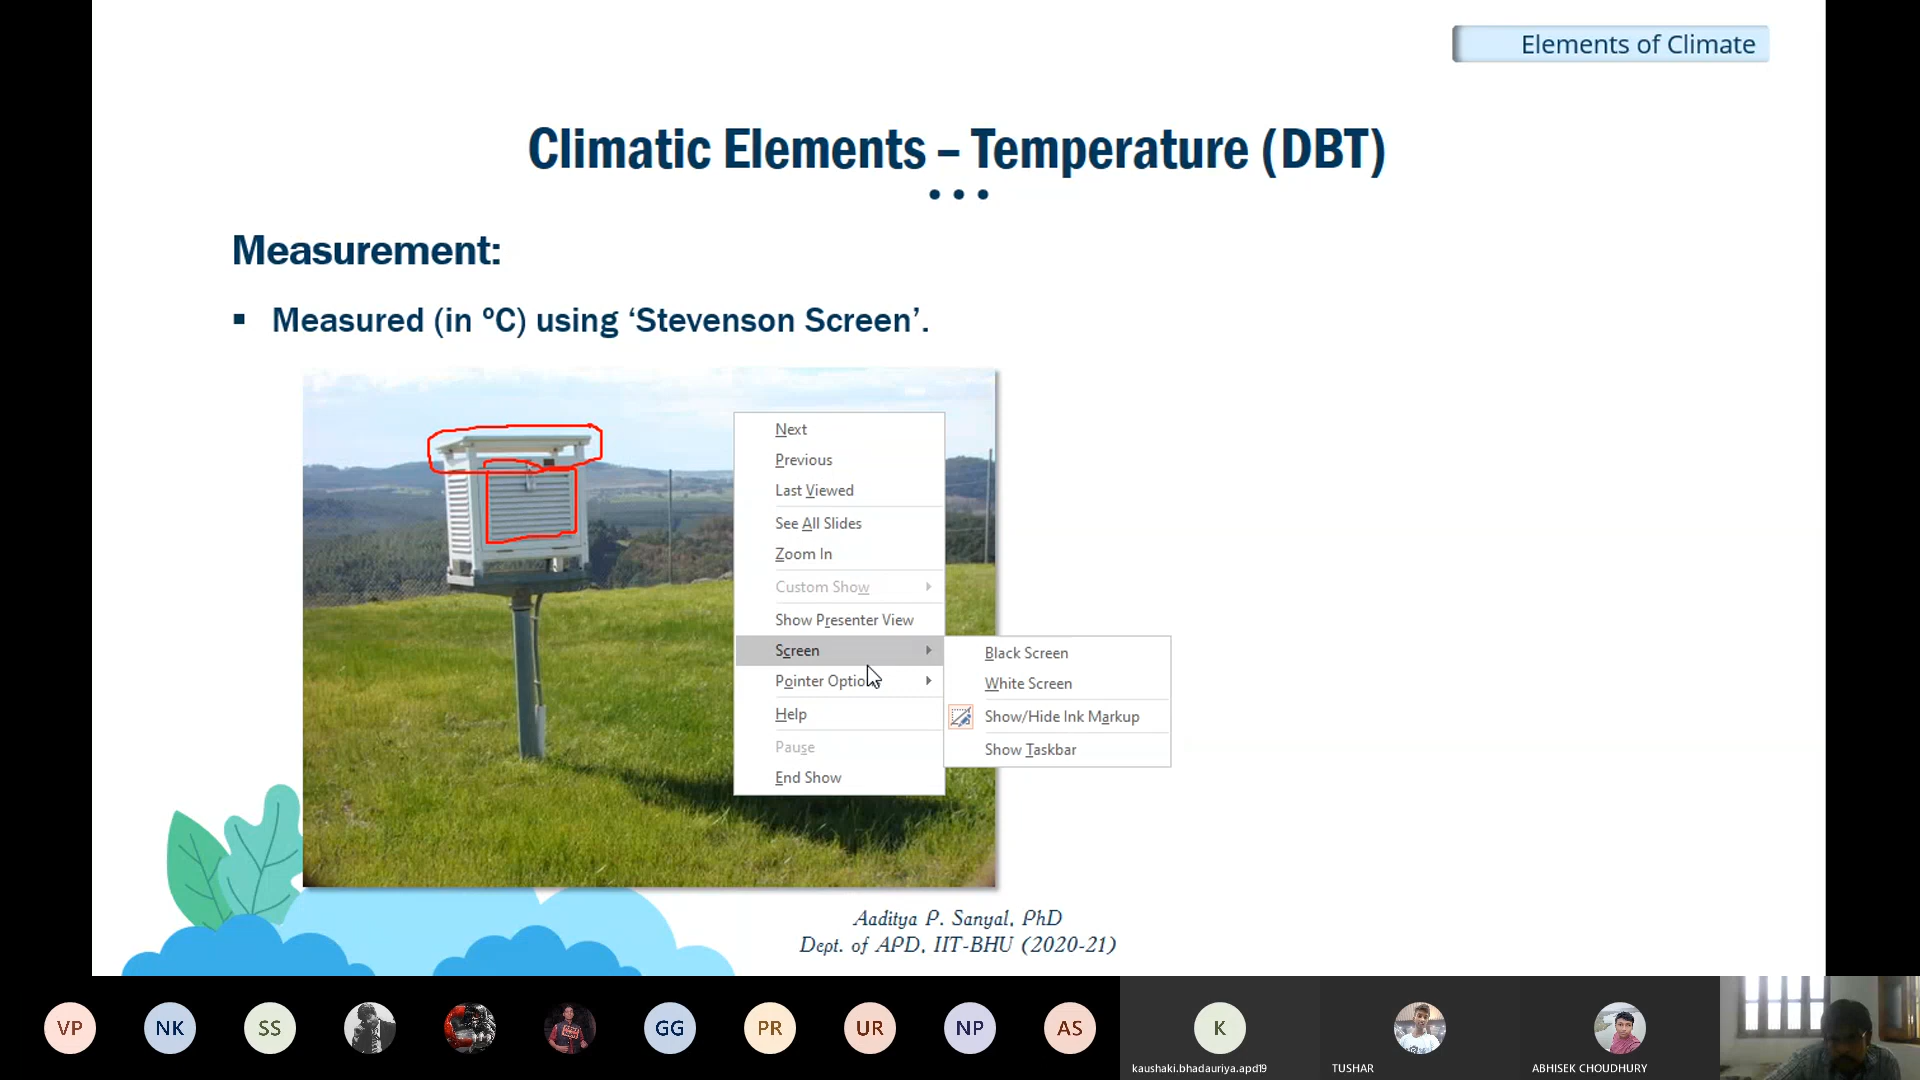 Elements of Climate
Climatic Elements – Temperature (DBT)
Measurement:
▪ Measured (in °C) using ‘Stevenson Screen’.
Next
Previous
Last Viewed
See All Slides
Zoom In
Custom Show
Show Presenter View
Screen
Pointer Optio
Help
Pause
End Show
Black Screen
White Screen
Show/Hide Ink Markup
Show Taskbar
Aaditya P. Sanyal, PhD
Dept. of APD, IIT-BHU (2020-21)
VP
NK
SS
GG
PR
UR
NP
AS
K
kaushaki.bhadauriya.apd19
TUSHAR
ABHISEK CHOUDHURY